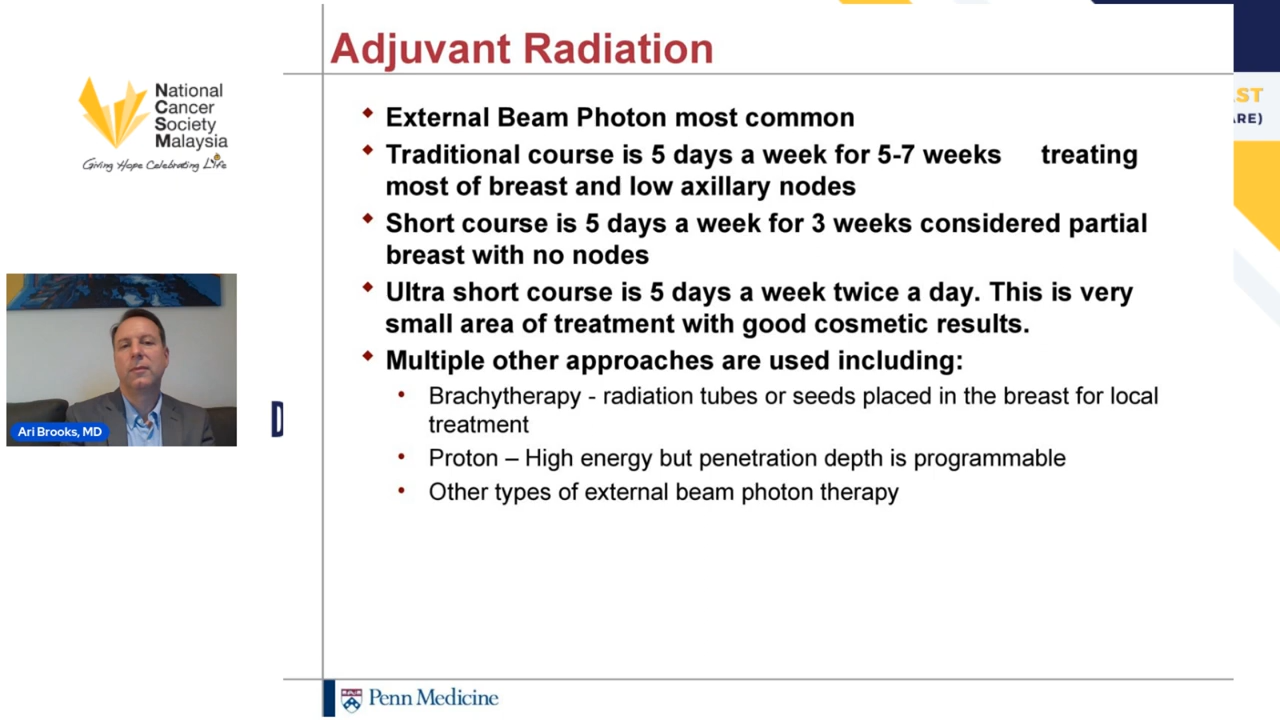 Adjuvant Radiation
National
Cancer
Society
Malaysia
Giving Hope Celebrating Life
ST
RE)
External Beam Photon most common
Traditional course is 5 days a week for 5-7 weeks treating
most of breast and low axillary nodes
Short course is 5 days a week for 3 weeks considered partial
breast with no nodes
Ultra short course is 5 days a week twice a day. This is very
small area of treatment with good cosmetic results.
Multiple other approaches are used including:
Brachytherapy - radiation tubes or seeds placed in the breast for local
treatment
Proton – High energy but penetration depth is programmable
Other types of external beam photon therapy
Ari Brooks, MD
D
Penn Medicine